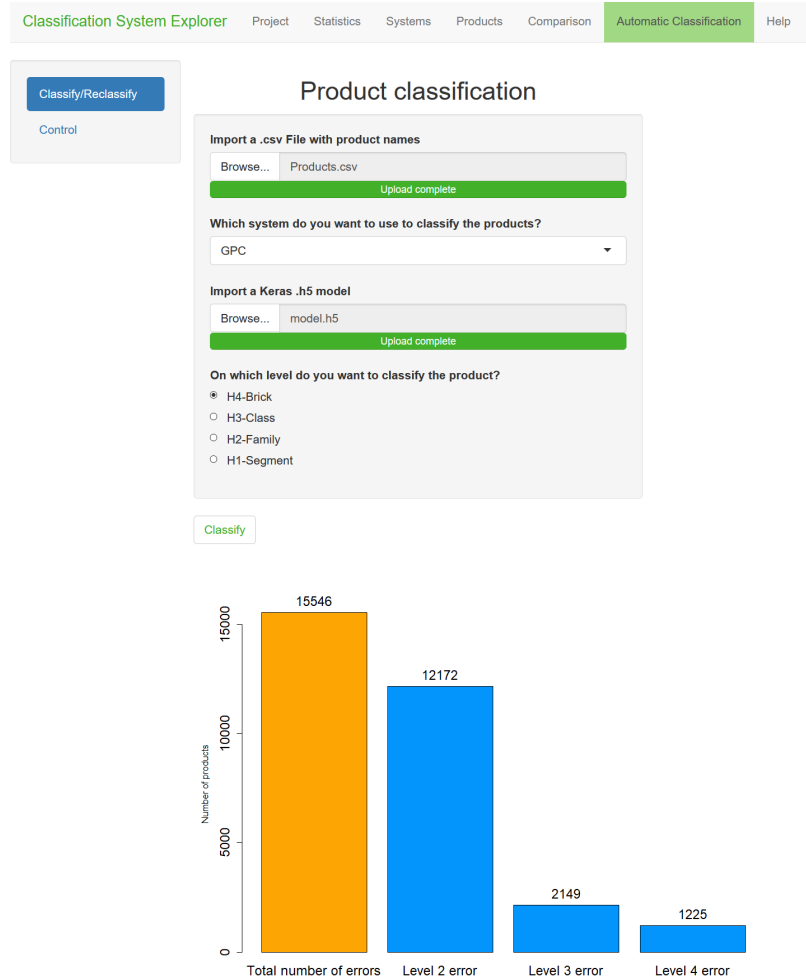 Classification System Explorer Project Statistics Systems Products Comparison Automatic Classification Help
Classify/Reclassify
Control
Product classification
Import a .csv File with product names
Browse... Products.csv
Upload complete
Which system do you want to use to classify the products?
GPC
Import a Keras .h5 model
Browse... model.h5
Upload complete
On which level do you want to classify the product?
H4-Brick
H3-Class
H2-Family
H1-Segment
Classify
15546
12172
2149
1225
Number of products
15000
10000
5000
0
Total number of errors Level 2 error Level 3 error Level 4 error